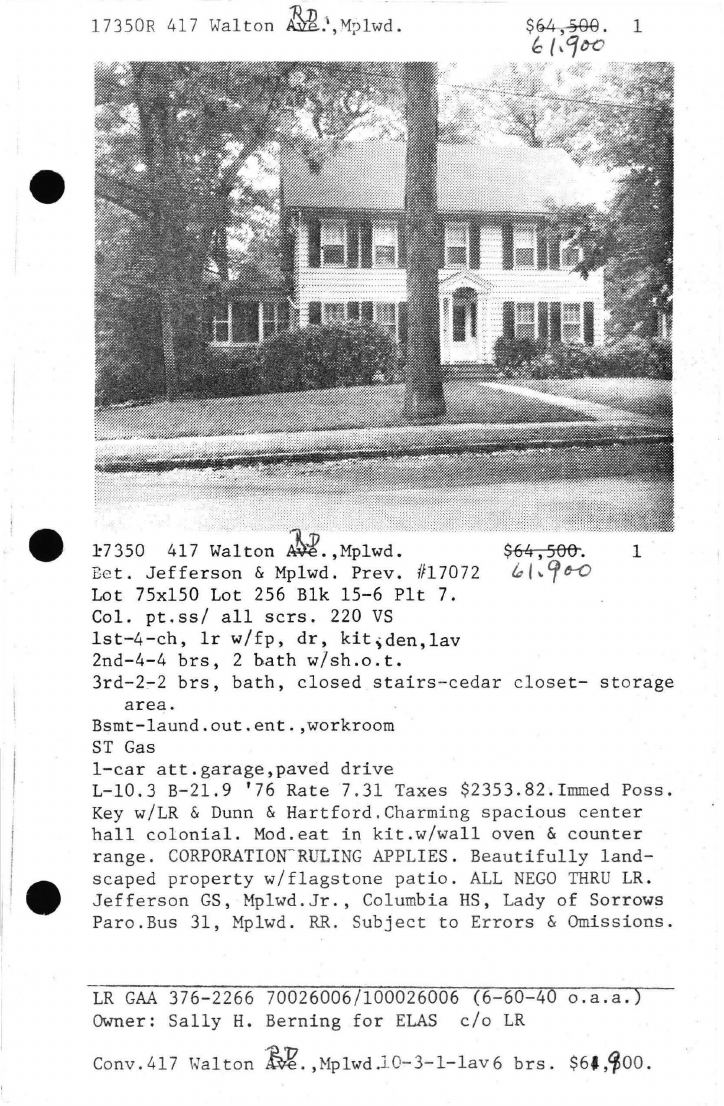 17350R 417 Walton Ave. RD,Mplwd. $64,500. 1
61.900
17350 417 Walton Ave. RD,Mplwd. $64,500. 1
Bet. Jefferson & Mplwd. Prev. #17072 61.900
Lot 75x150 Lot 256 Blk 15-6 Plt 7.
Col. pt.ss/ all scrs. 220 VS
1st-4-ch, lr w/fp, dr, kit,den,lav
2nd-4-4 brs, 2 bath w/sh.o.t.
3rd-2-2 brs, bath, closed stairs-cedar closet- storage
area.
Bsmt-laund.out.ent.,workroom
ST Gas
1-car att.garage,paved drive
L-10.3 B-21.9 '76 Rate 7.31 Taxes $2353.82.Immed Poss.
Key w/LR & Dunn & Hartford.Charming spacious center
hall colonial. Mod.eat in kit.w/wall oven & counter
range. CORPORATION RULING APPLIES. Beautifully land-
scaped property w/flagstone patio. ALL NEGO THRU LR.
Jefferson GS, Mplwd.Jr., Columbia HS, Lady of Sorrows
Paro.Bus 31, Mplwd. RR. Subject to Errors & Omissions.
LR GAA 376-2266 70026006/100026006 (6-60-40 o.a.a.)
Owner: Sally H. Berning for ELAS c/o LR
Conv.417 Walton Ave. RD,Mplwd.10-3-1-lav6 brs. $61,900.